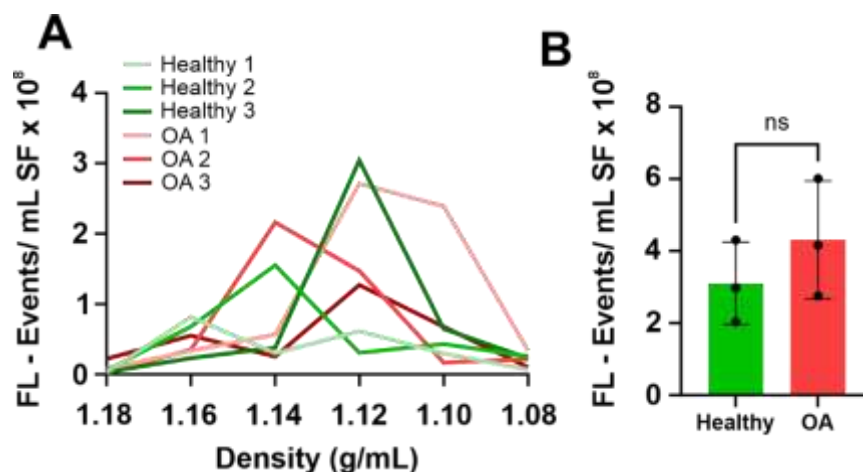 A
FL - Events/ mL SF x 10⁸
Healthy 1
Healthy 2
Healthy 3
OA 1
OA 2
OA 3
4
3
2
1
0
1.18 1.16 1.14 1.12 1.10 1.08
Density (g/mL)
B
FL - Events/ mL SF x 10⁸
ns
8
6
4
2
0
Healthy OA